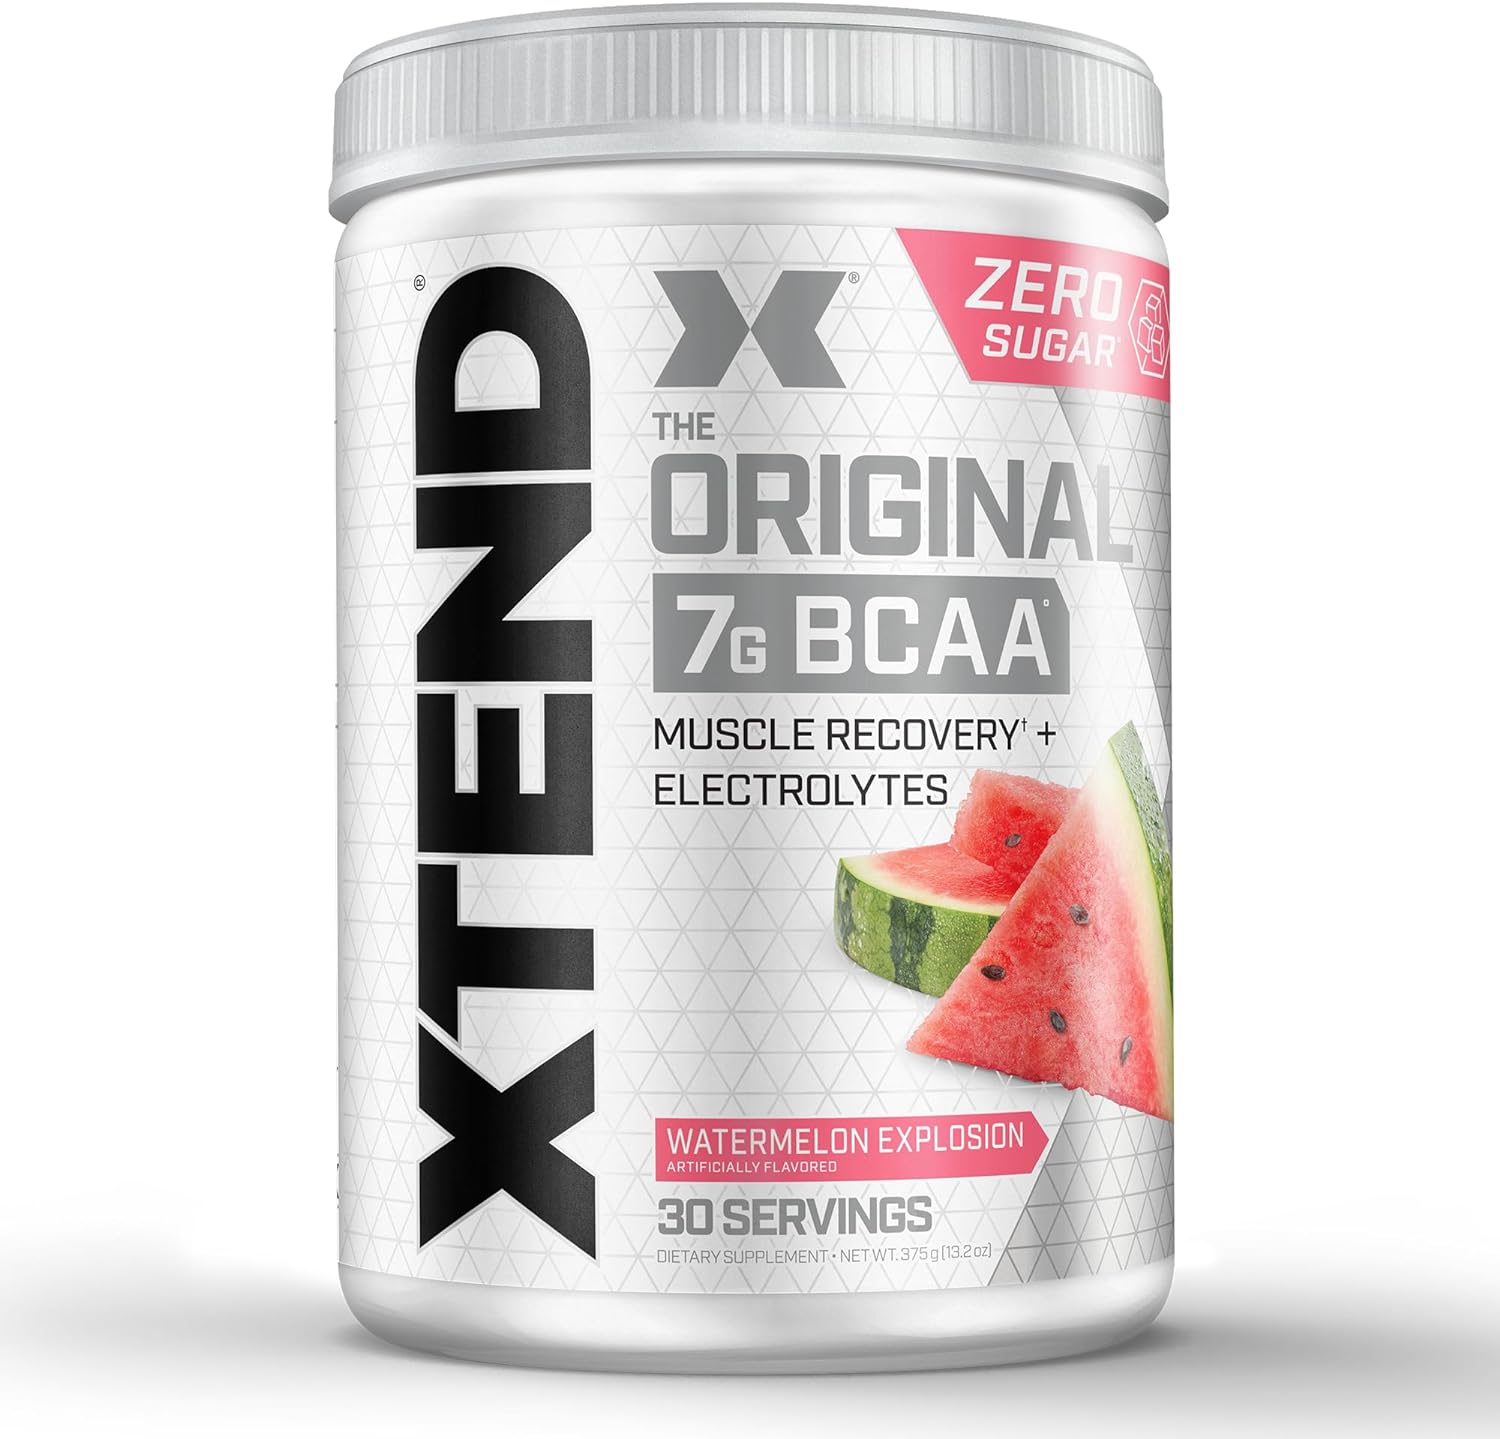 XTEND®
X®
ZERO
SUGAR°
THE
ORIGINAL
7G BCAA°
MUSCLE RECOVERY† +
ELECTROLYTES
WATERMELON EXPLOSION
ARTIFICIALLY FLAVORED
30 SERVINGS
DIETARY SUPPLEMENT • NET WT. 375 g (13.2 oz)